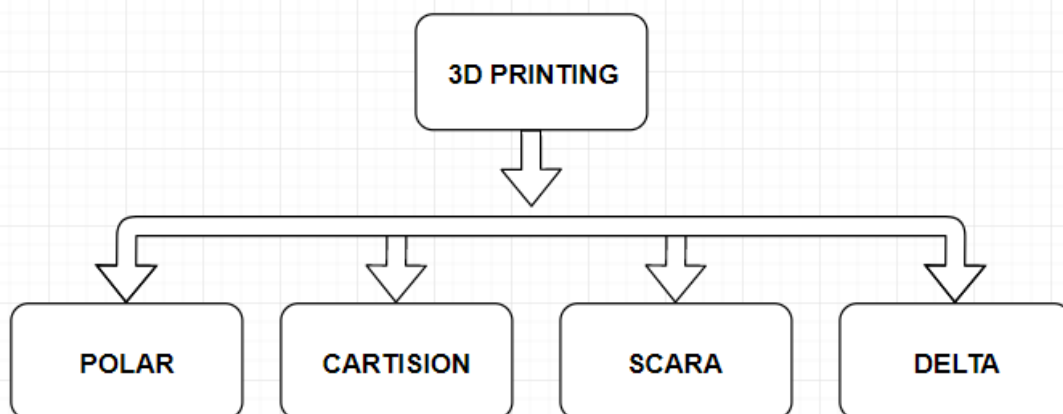 3D PRINTING
POLAR
CARTISION
SCARA
DELTA